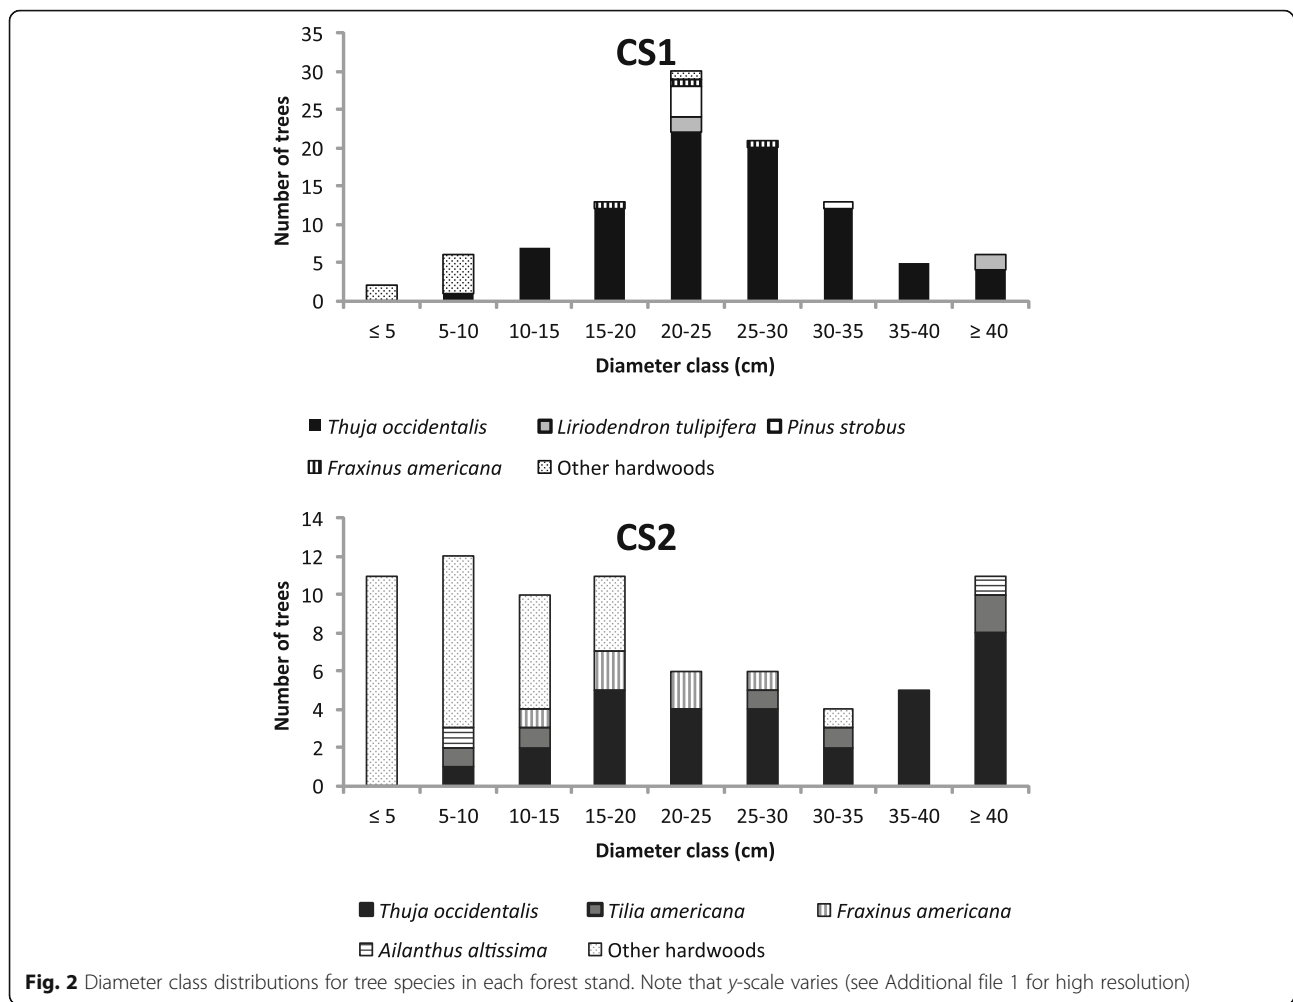 CS1
35
30
25
20
15
10
5
0
Number of trees
≤ 5 5-10 10-15 15-20 20-25 25-30 30-35 35-40 ≥ 40
Diameter class (cm)
Thuja occidentalis Liriodendron tulipifera Pinus strobus
Fraxinus americana Other hardwoods
CS2
14
12
10
8
6
4
2
0
Number of trees
≤ 5 5-10 10-15 15-20 20-25 25-30 30-35 35-40 ≥ 40
Diameter class (cm)
Thuja occidentalis Tilia americana Fraxinus americana
Ailanthus altissima Other hardwoods
Fig. 2 Diameter class distributions for tree species in each forest stand. Note that y-scale varies (see Additional file 1 for high resolution)